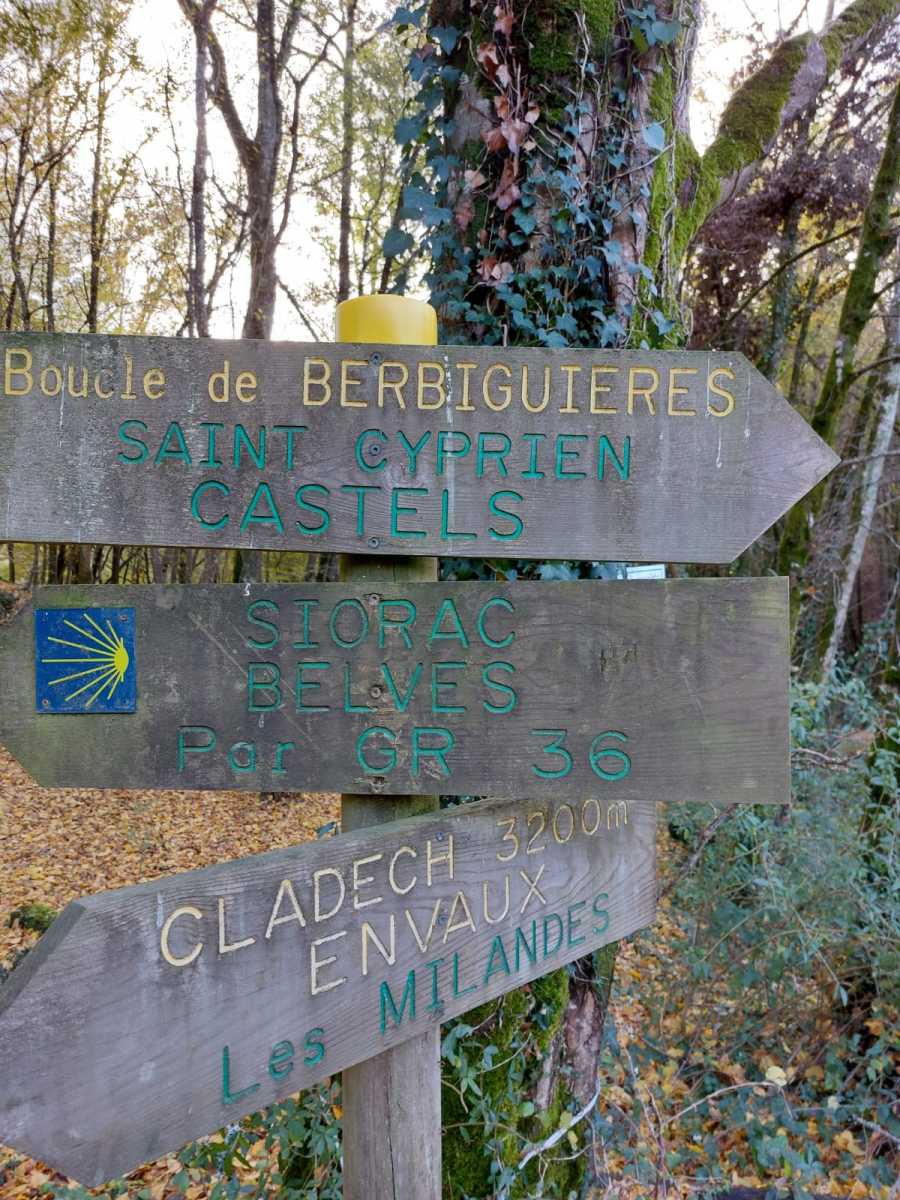 Boucle de BERBIGUIERES
SAINT CYPRIEN
CASTELS
SIORAC
BELVES
Par GR 36
CLADECH 3200m
ENVAUX
Les MILANDES